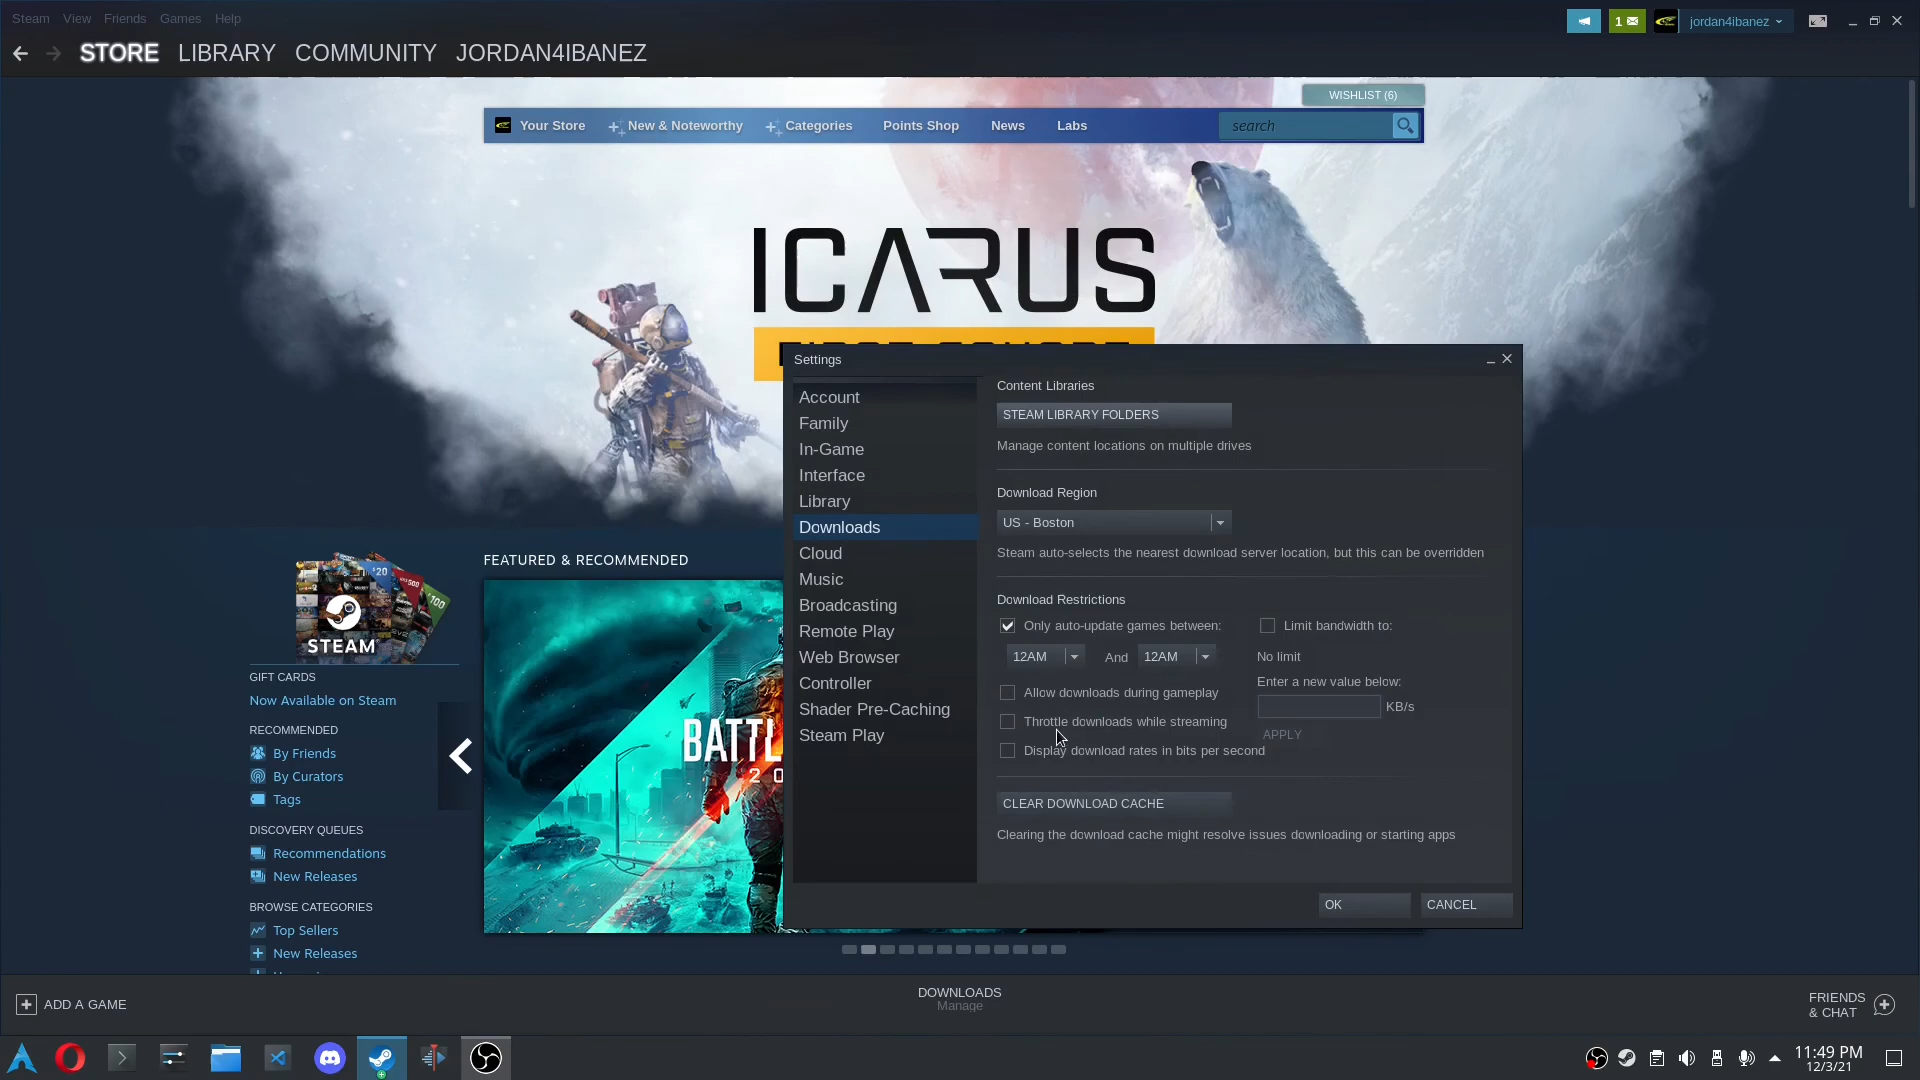 Steam View Friends Games Help
1
jordan4ibanez
STORE LIBRARY COMMUNITY JORDAN4IBANEZ
WISHLIST (6)
Your Store New & Noteworthy Categories Points Shop News Labs
search
ICARUS
Settings
Account
Family
In-Game
Interface
Library
Downloads
Cloud
Music
Broadcasting
Remote Play
Web Browser
Controller
Shader Pre-Caching
Steam Play
Content Libraries
STEAM LIBRARY FOLDERS
Manage content locations on multiple drives
Download Region
US - Boston
Steam auto-selects the nearest download server location, but this can be overridden
Download Restrictions
Only auto-update games between:
12AM And 12AM
Allow downloads during gameplay
Throttle downloads while streaming
Display download rates in bits per second
Limit bandwidth to:
No limit
Enter a new value below:
KB/s
APPLY
CLEAR DOWNLOAD CACHE
Clearing the download cache might resolve issues downloading or starting apps
OK CANCEL
FEATURED & RECOMMENDED
BATTL
2 0
STEAM
GIFT CARDS
Now Available on Steam
RECOMMENDED
By Friends
By Curators
Tags
DISCOVERY QUEUES
Recommendations
New Releases
BROWSE CATEGORIES
Top Sellers
New Releases
ADD A GAME
DOWNLOADS
Manage
FRIENDS
& CHAT
11:49 PM
12/3/21